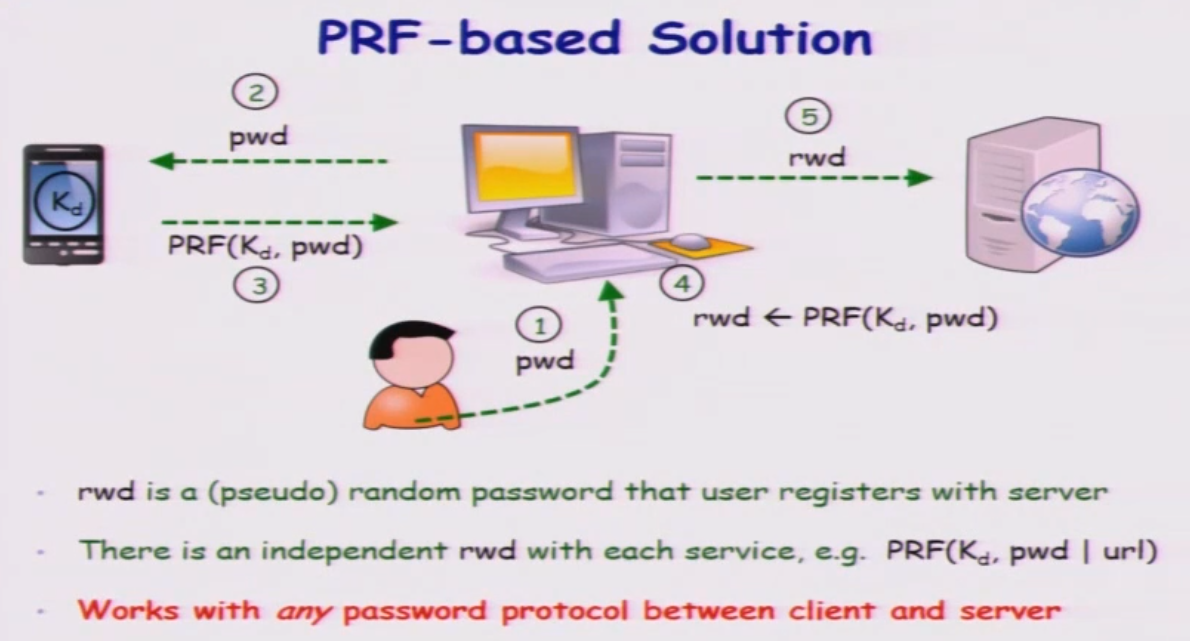 PRF-based Solution
2
pwd
5
rwd
K_d
PRF(K_d, pwd)
3
4
rwd ← PRF(K_d, pwd)
1
pwd
· rwd is a (pseudo) random password that user registers with server
· There is an independent rwd with each service, e.g. PRF(K_d, pwd | url)
· Works with any password protocol between client and server